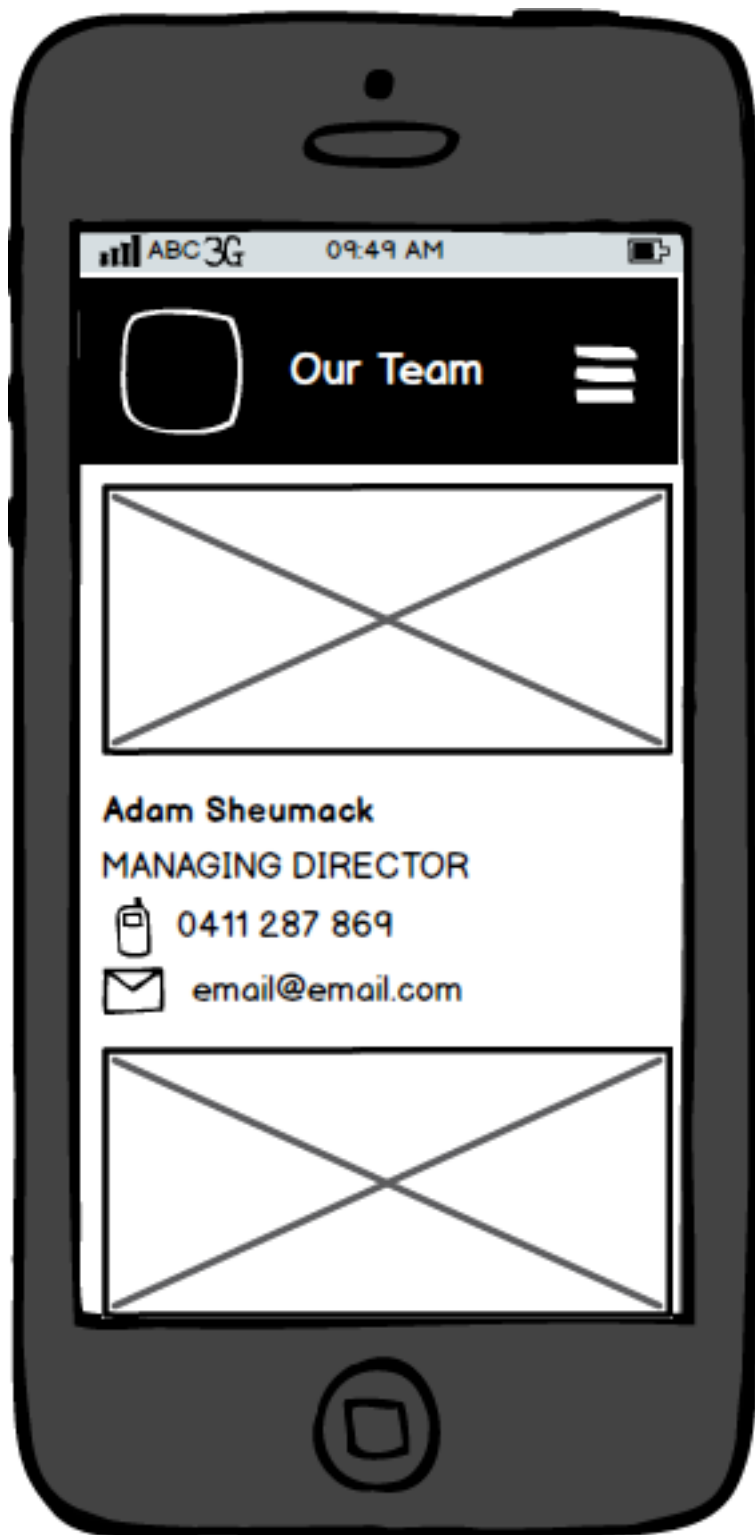 ABC 3G 09:49 AM
Our Team
Adam Sheumack
MANAGING DIRECTOR
0411 287 869
email@email.com